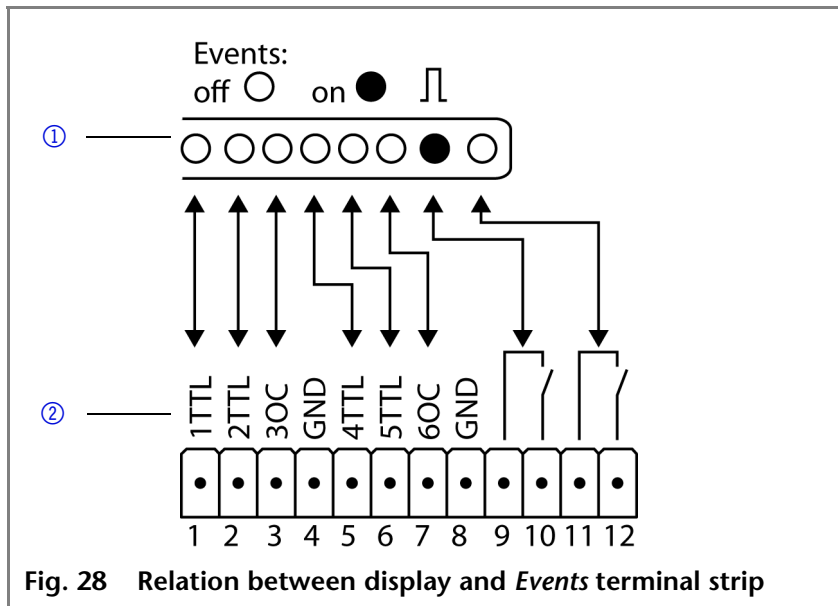 Events:
off on
①
②
1TTL 2TTL 3OC GND 4TTL 5TTL 6OC GND
1 2 3 4 5 6 7 8 9 10 11 12
Fig. 28 Relation between display and Events terminal strip